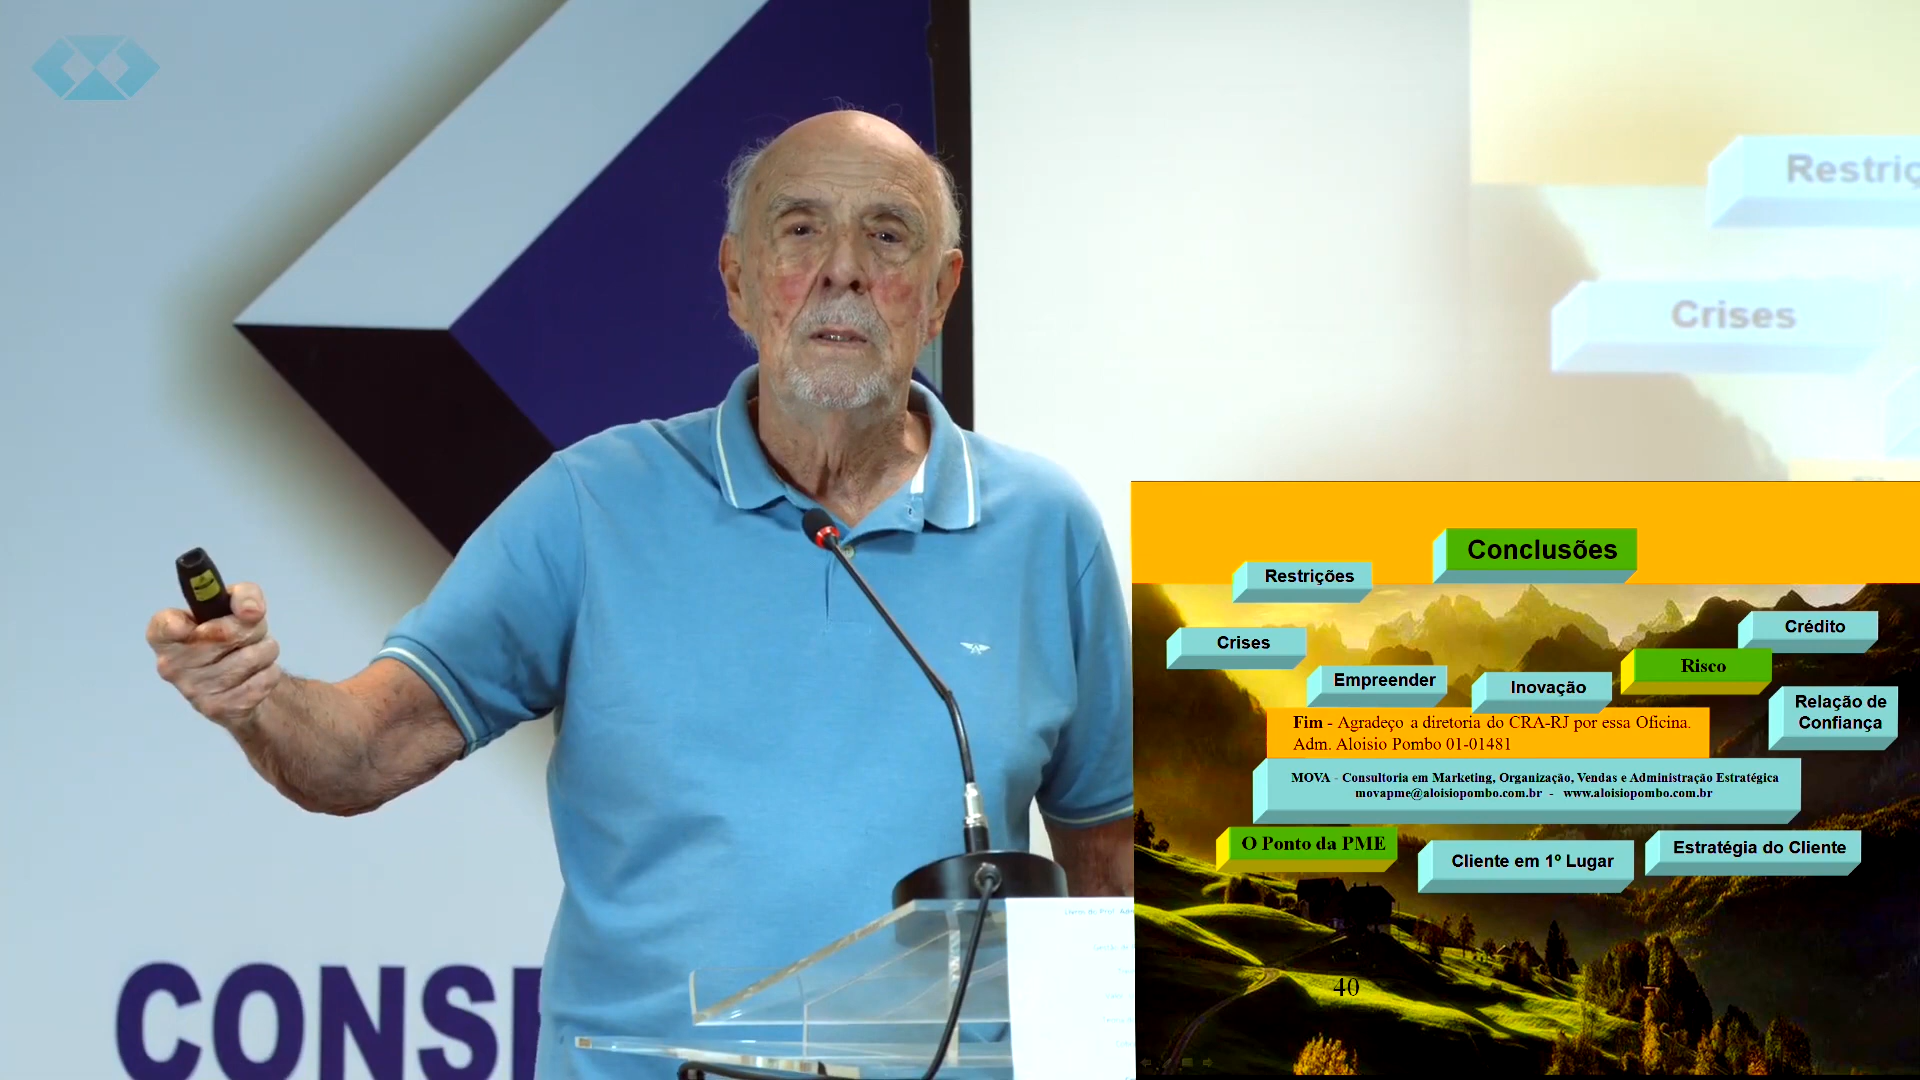 Restriç
Crises
CONSE
Conclusões
Restrições
Crédito
Crises
Risco
Empreender
Inovação
Relação de
Confiança
Fim - Agradeço a diretoria do CRA-RJ por essa Oficina.
Adm. Aloisio Pombo 01-01481
MOVA - Consultoria em Marketing, Organização, Vendas e Administração Estratégica
movapme@aloisiopombo.com.br - www.aloisiopombo.com.br
O Ponto da PME
Cliente em 1º Lugar
Estratégia do Cliente
40